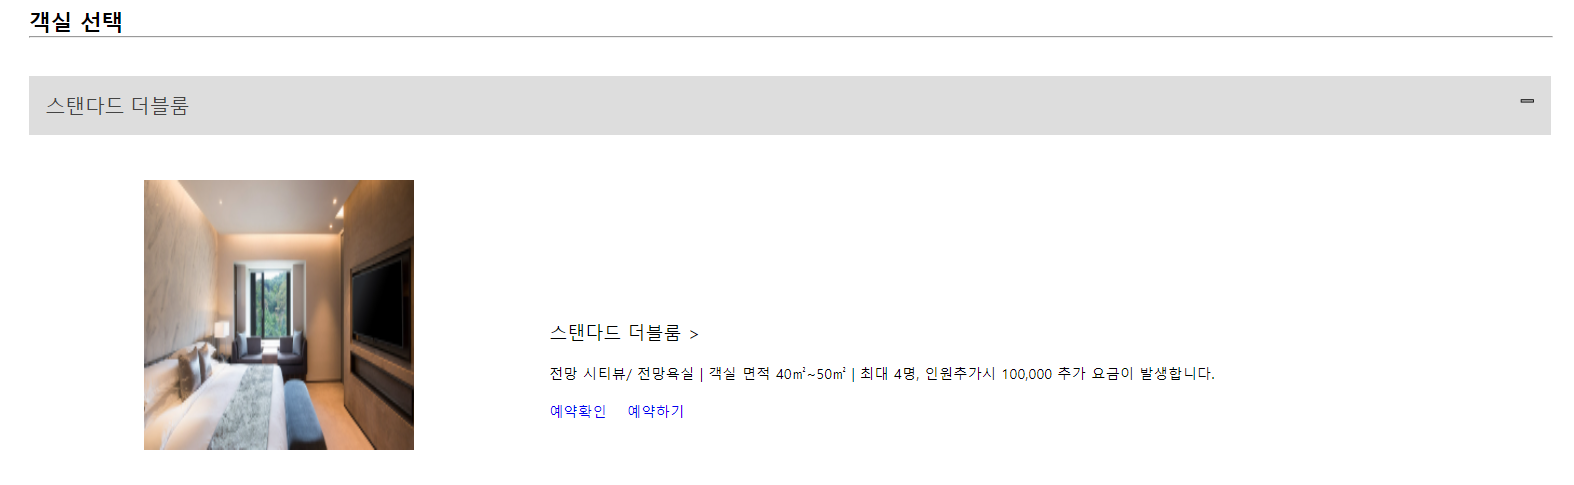 객실 선택
스탠다드 더블룸
스탠다드 더블룸 >
전망 시티뷰/ 전망욕실 | 객실 면적 40㎡~50㎡ | 최대 4명, 인원추가시 100,000 추가 요금이 발생합니다.
예약확인 예약하기